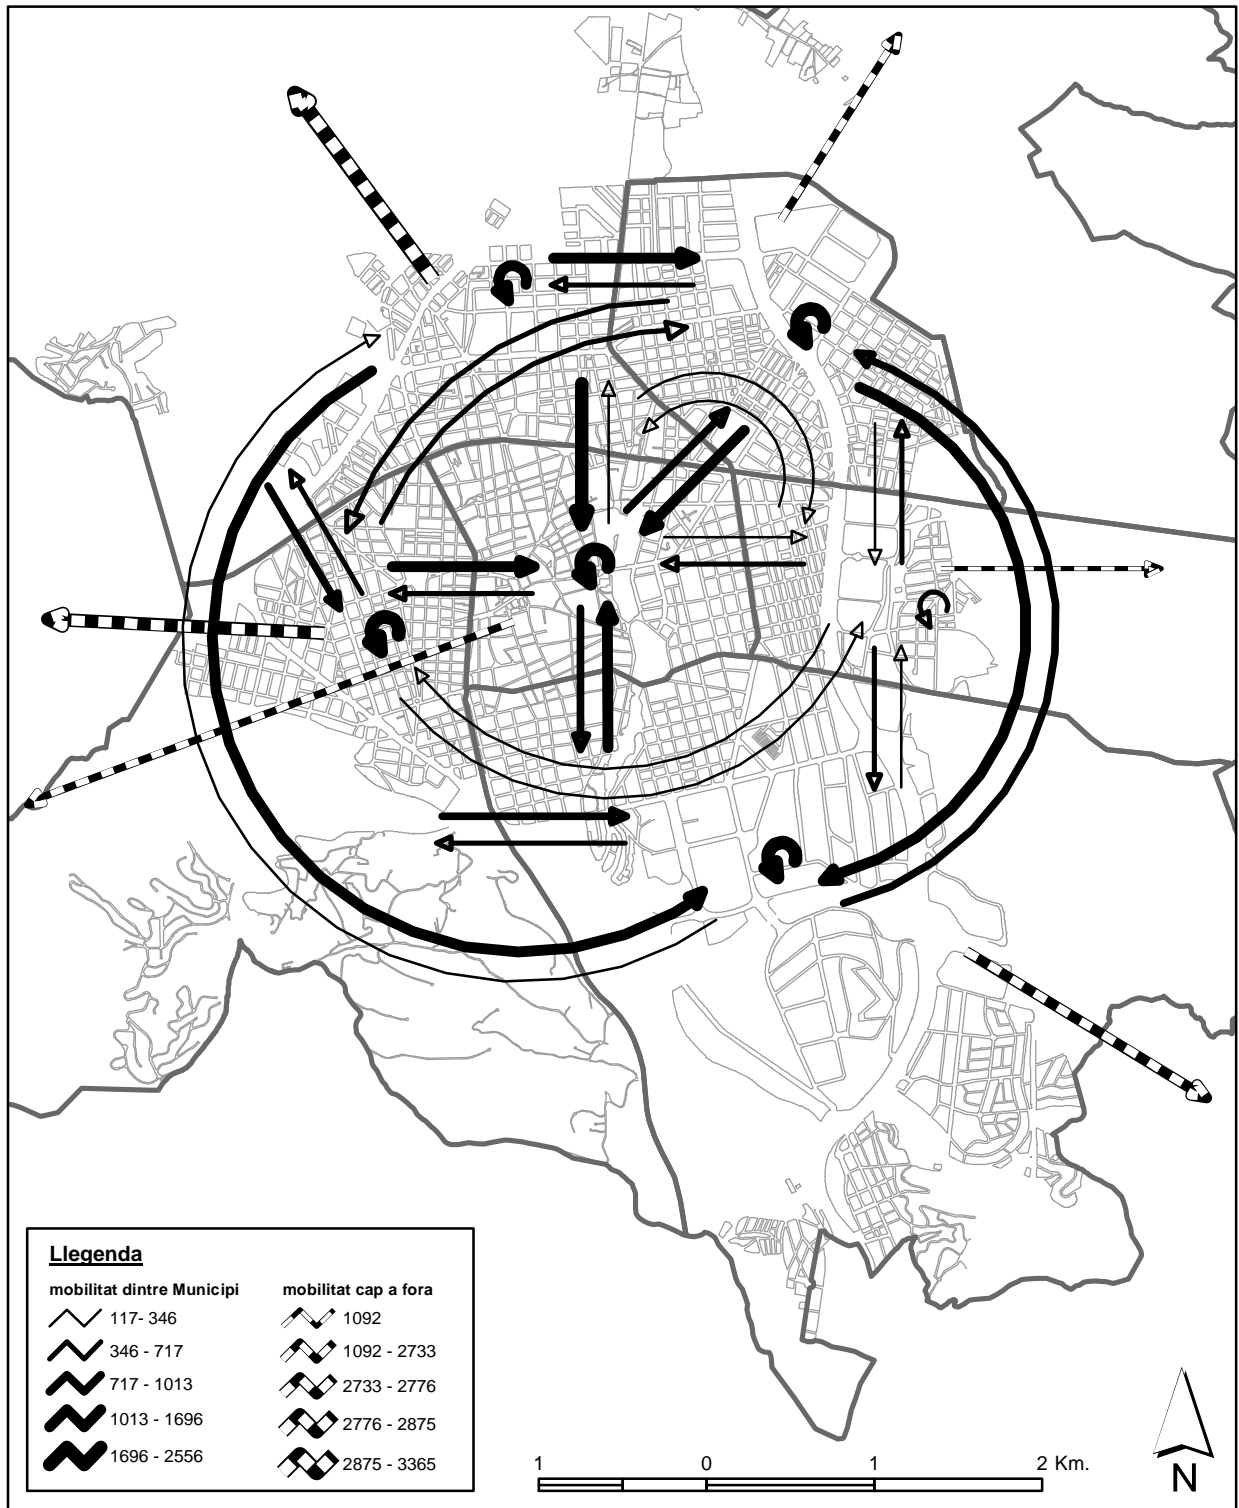 Llegenda
mobilitat dintre Municipi
117- 346
346 - 717
717 - 1013
1013 - 1696
1696 - 2556
mobilitat cap a fora
1092
1092 - 2733
2733 - 2776
2776 - 2875
2875 - 3365
1 0 1 2 Km.
N